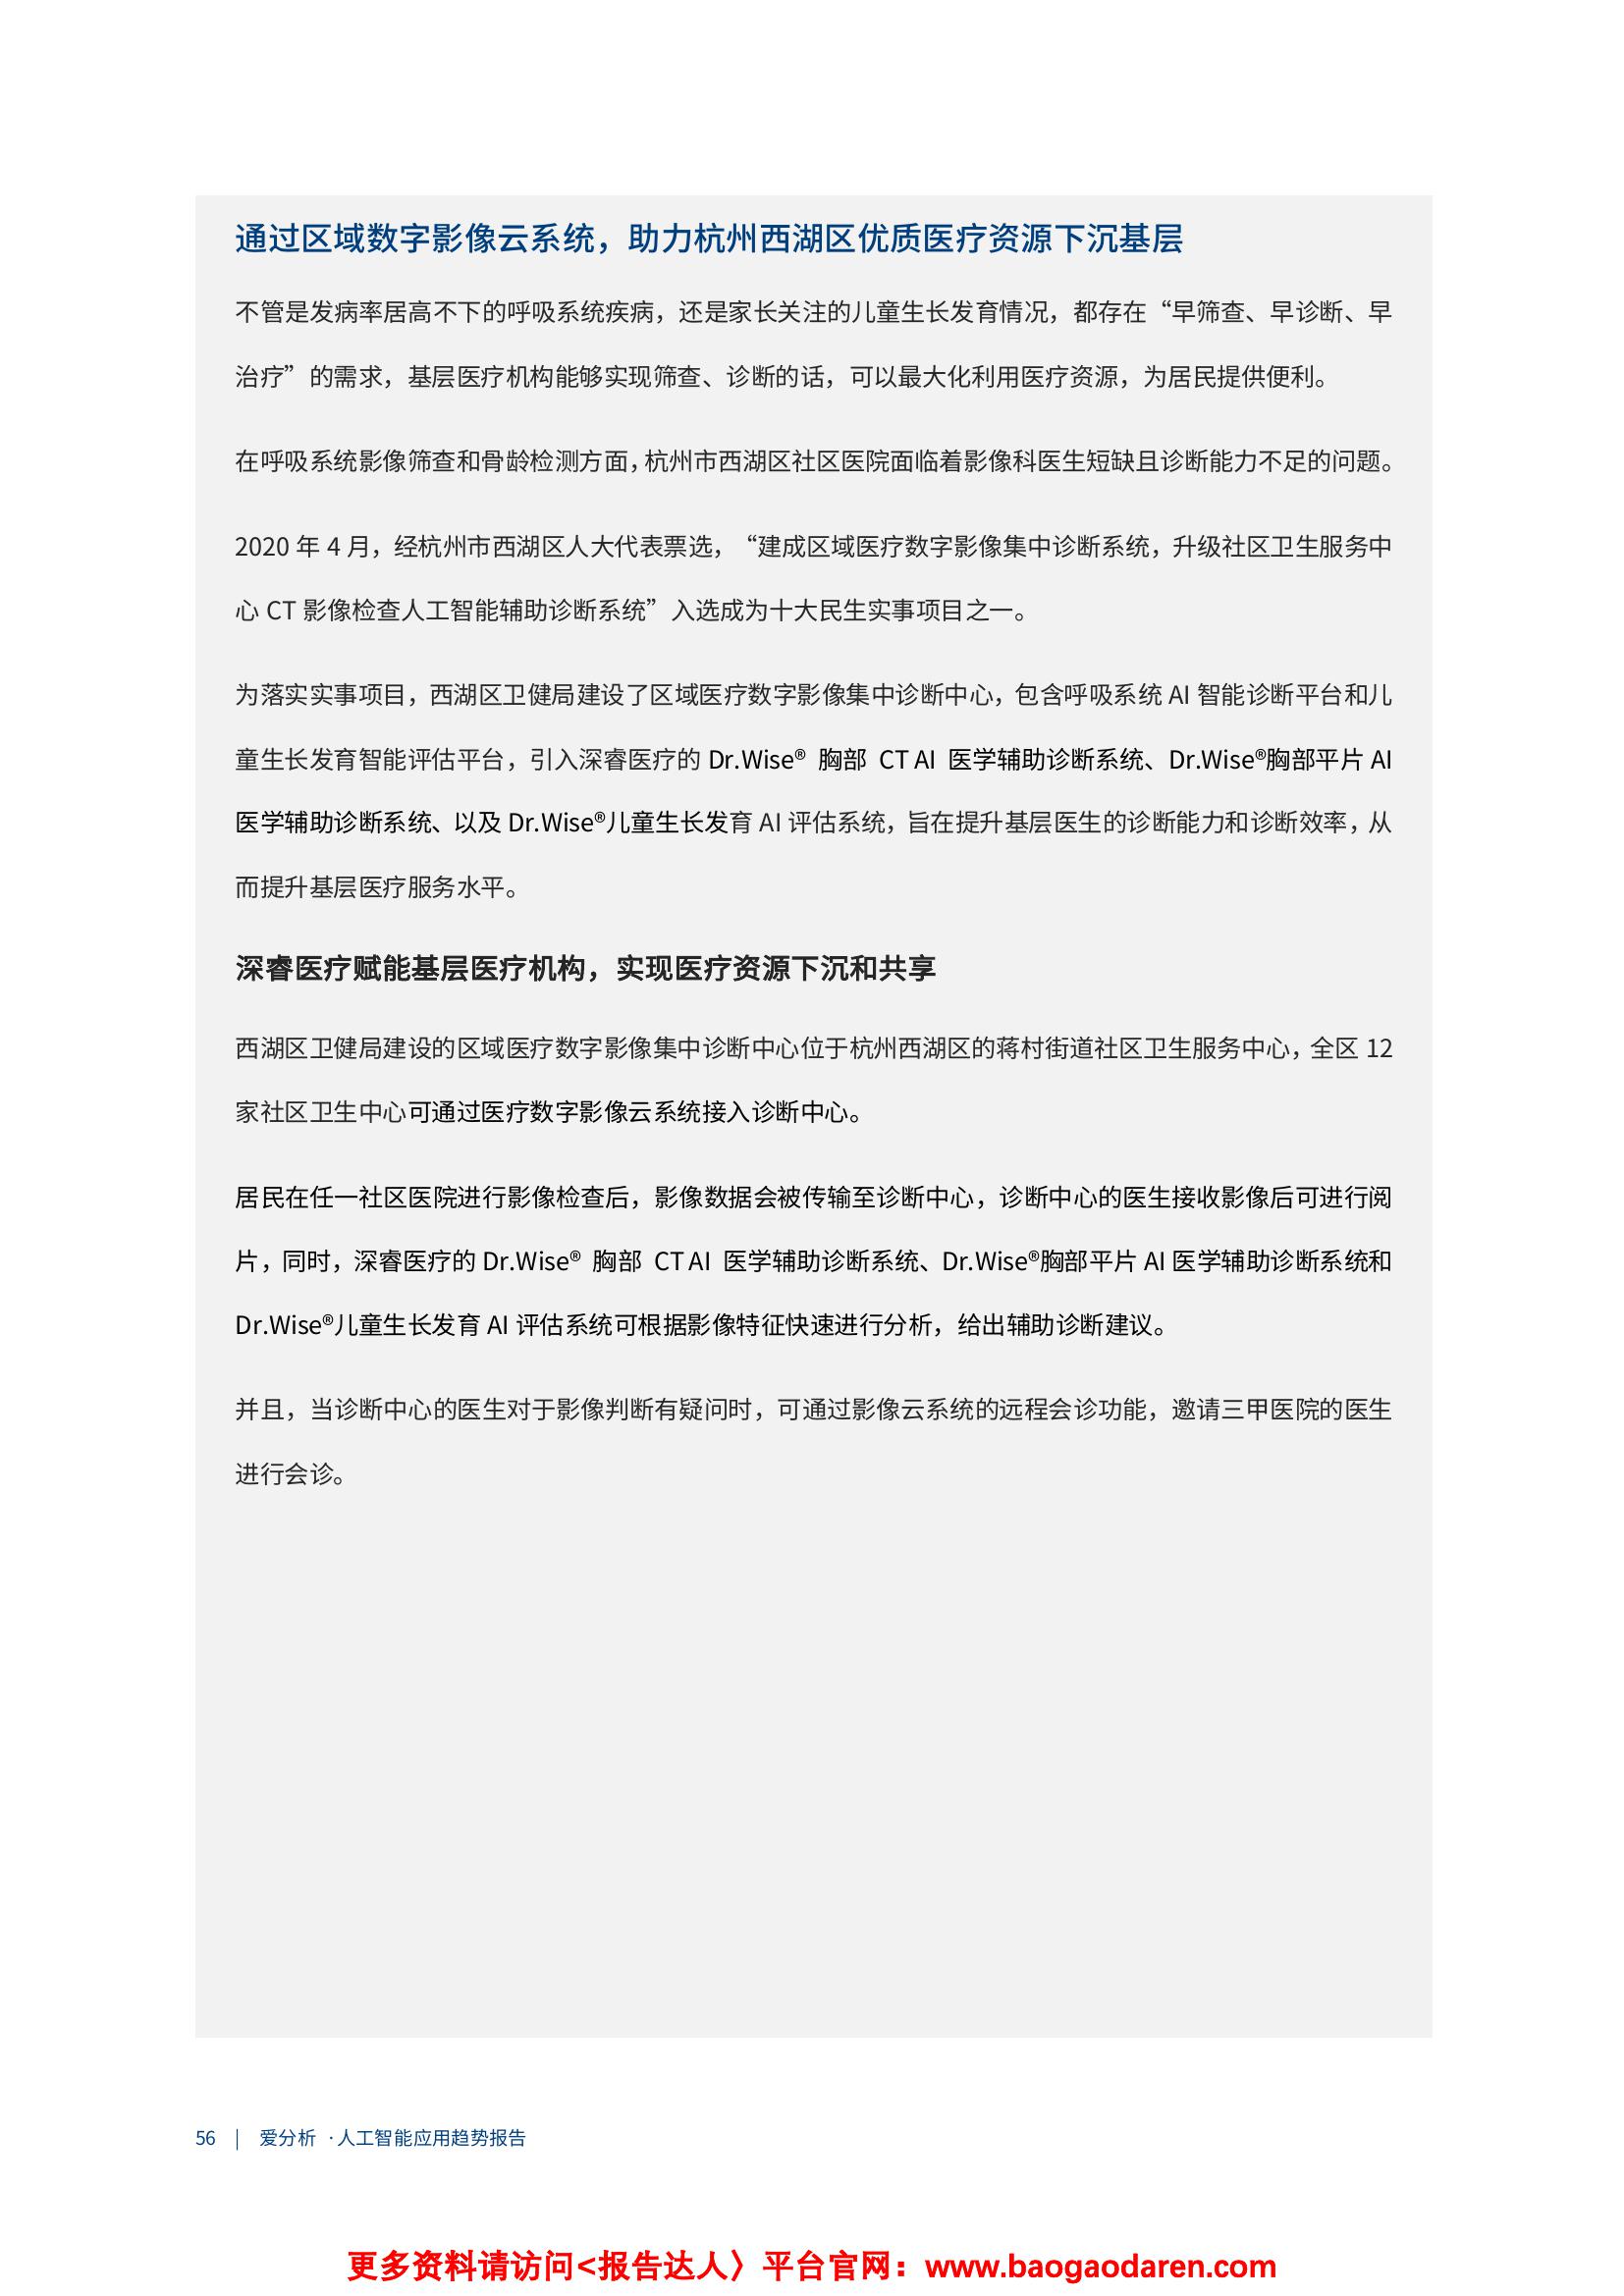 通过区域数字影像云系统，助力杭州西湖区优质医疗资源下沉基层
不管是发病率居高不下的呼吸系统疾病，还是家长关注的儿童生长发育情况，都存在“早筛查、早诊断、早
治疗”的需求，基层医疗机构能够实现筛查、诊断的话，可以最大化利用医疗资源，为居民提供便利。
在呼吸系统影像筛查和骨龄检测方面，杭州市西湖区社区医院面临着影像科医生短缺且诊断能力不足的问题。
2020 年 4 月，经杭州市西湖区人大代表票选，“建成区域医疗数字影像集中诊断系统，升级社区卫生服务中
心 CT 影像检查人工智能辅助诊断系统”入选成为十大民生实事项目之一。
为落实实事项目，西湖区卫健局建设了区域医疗数字影像集中诊断中心，包含呼吸系统 AI 智能诊断平台和儿
童生长发育智能评估平台，引入深睿医疗的 Dr.Wise® 胸部 CT AI 医学辅助诊断系统、Dr.Wise®胸部平片 AI
医学辅助诊断系统、以及 Dr.Wise®儿童生长发育 AI 评估系统，旨在提升基层医生的诊断能力和诊断效率，从
而提升基层医疗服务水平。
深睿医疗赋能基层医疗机构，实现医疗资源下沉和共享
西湖区卫健局建设的区域医疗数字影像集中诊断中心位于杭州西湖区的蒋村街道社区卫生服务中心，全区 12
家社区卫生中心可通过医疗数字影像云系统接入诊断中心。
居民在任一社区医院进行影像检查后，影像数据会被传输至诊断中心，诊断中心的医生接收影像后可进行阅
片，同时，深睿医疗的 Dr.Wise® 胸部 CT AI 医学辅助诊断系统、Dr.Wise®胸部平片 AI 医学辅助诊断系统和
Dr.Wise®儿童生长发育 AI 评估系统可根据影像特征快速进行分析，给出辅助诊断建议。
并且，当诊断中心的医生对于影像判断有疑问时，可通过影像云系统的远程会诊功能，邀请三甲医院的医生
进行会诊。
56 | 爱分析 ·人工智能应用趋势报告
更多资料请访问<报告达人〉平台官网：www.baogaodaren.com